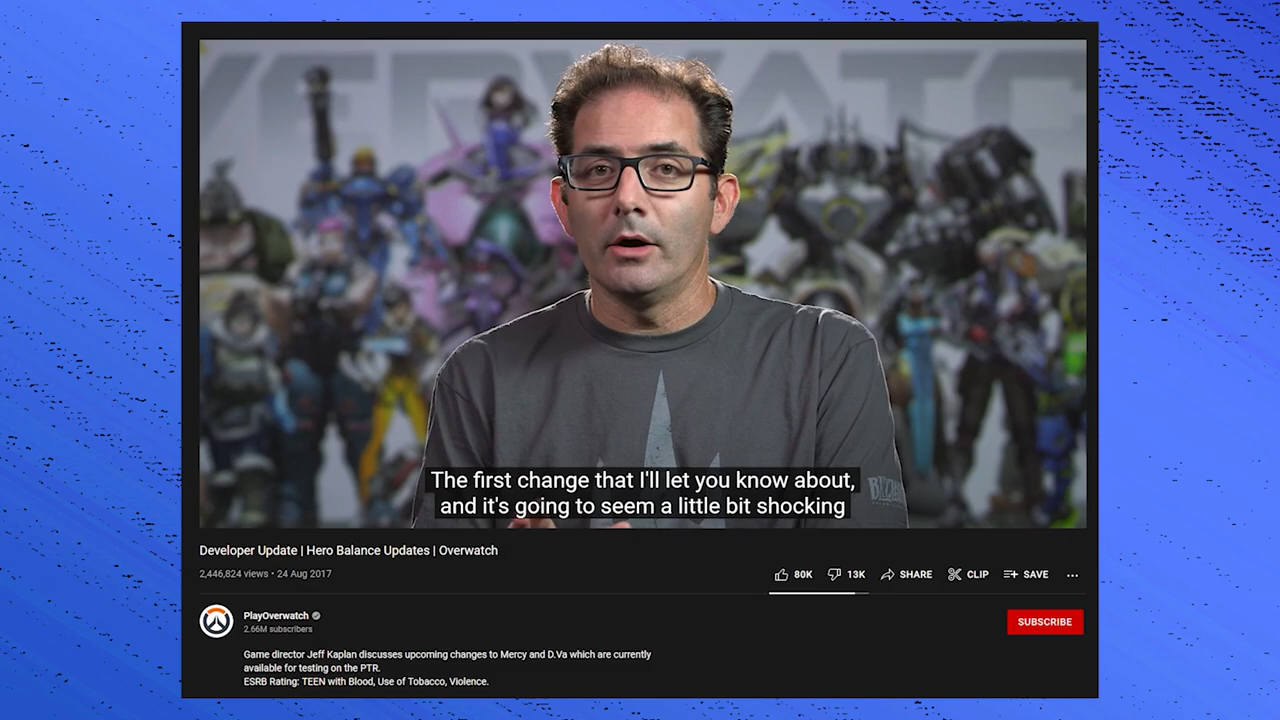 The first change that I'll let you know about,
and it's going to seem a little bit shocking
Developer Update | Hero Balance Updates | Overwatch
2,446,824 views • 24 Aug 2017
80K 13K SHARE CLIP SAVE ...
PlayOverwatch
2.66M subscribers
SUBSCRIBE
Game director Jeff Kaplan discusses upcoming changes to Mercy and D.Va which are currently
available for testing on the PTR.
ESRB Rating: TEEN with Blood, Use of Tobacco, Violence.